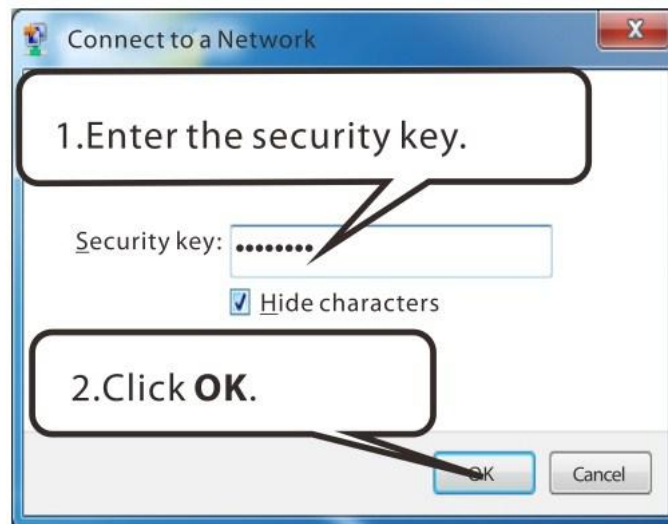 Connect to a Network
X
1.Enter the security key.
Security key: ••••••••
Hide characters
2.Click OK.
OK Cancel